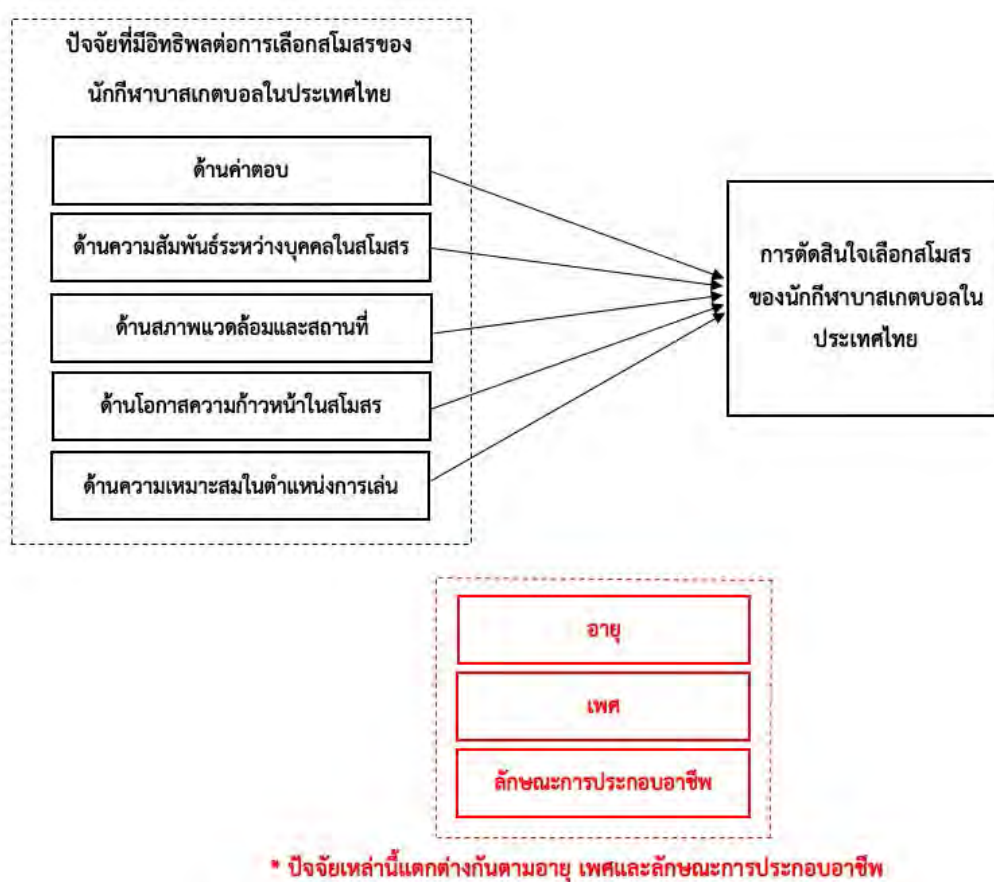 ปัจจัยที่มีอิทธิพลต่อการเลือกสโมสรของ
นักกีฬาบาสเกตบอลในประเทศไทย
ด้านค่าตอบ
ด้านความสัมพันธ์ระหว่างบุคคลในสโมสร
ด้านสภาพแวดล้อมและสถานที่
ด้านโอกาสความก้าวหน้าในสโมสร
ด้านความเหมาะสมในตำแหน่งการเล่น
การตัดสินใจเลือกสโมสร
ของนักกีฬาบาสเกตบอลใน
ประเทศไทย
อายุ
เพศ
ลักษณะการประกอบอาชีพ
* ปัจจัยเหล่านี้แตกต่างกันตามอายุ เพศและลักษณะการประกอบอาชีพ